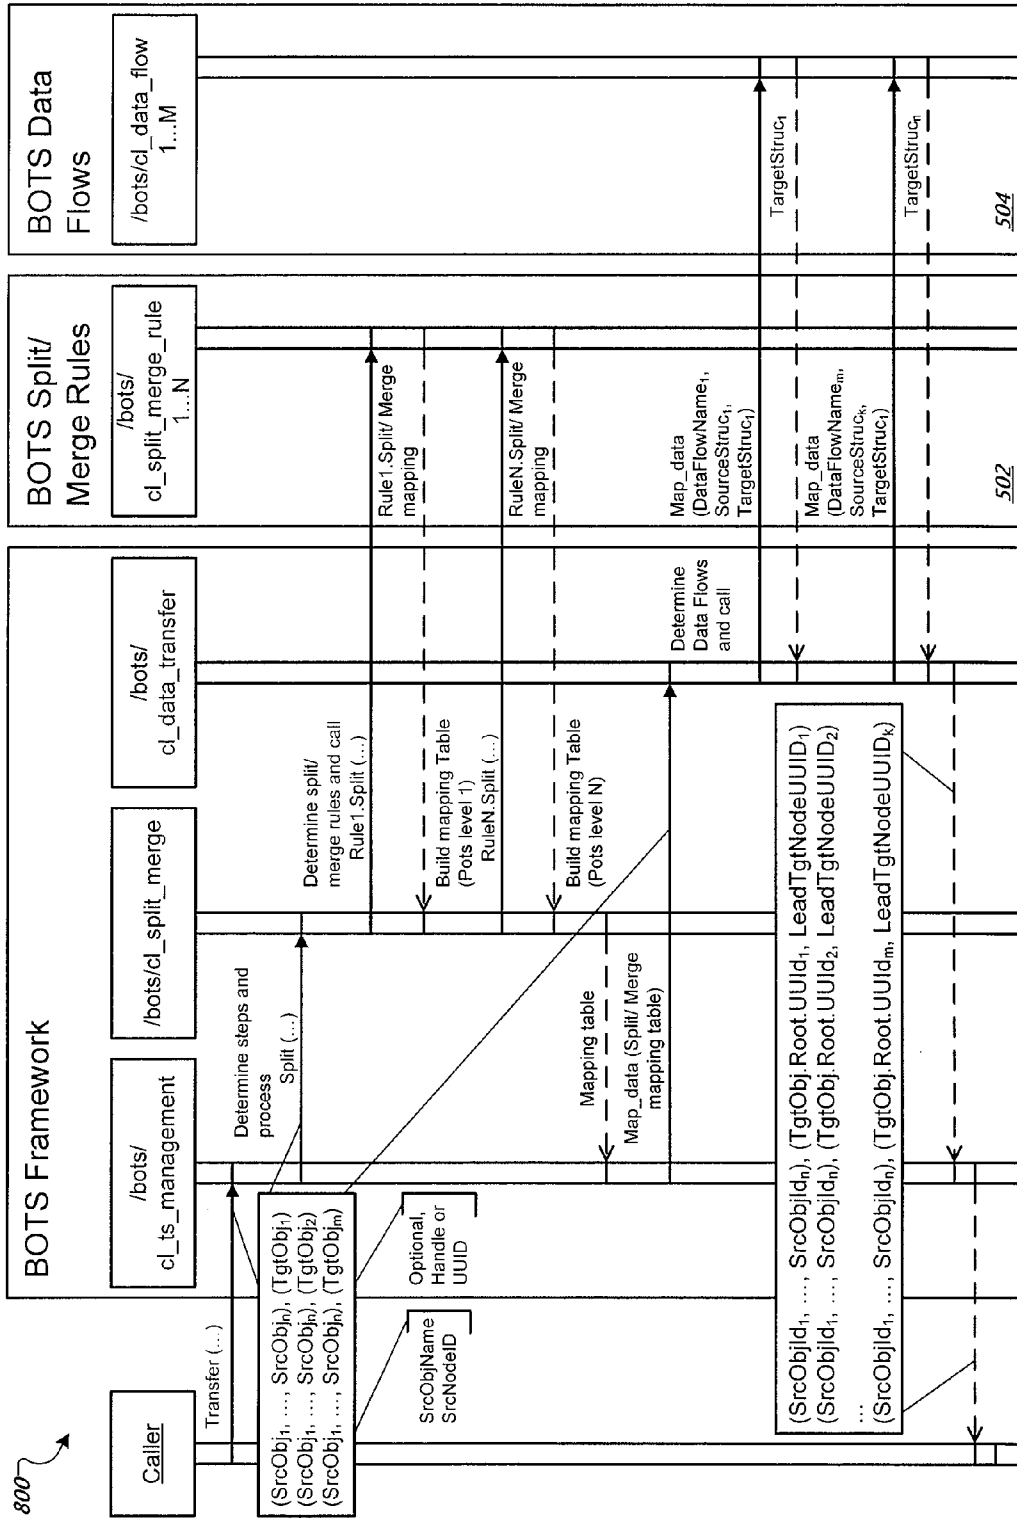 800
BOTS Framework
BOTS Split/
Merge Rules
BOTS Data
Flows
Caller
/bots/
cl_ts_management
/bots/cl_split_merge
/bots/
cl_data_transfer
/bots/
cl_split_merge_rule
1...N
/bots/cl_data_flow
1...M
Transfer (...)
Determine steps and
process
Split (...)
(SrcObj1, ..., SrcObjn), (TgtObj1)
(SrcObj1, ..., SrcObjn), (TgtObj2)
(SrcObj1, ..., SrcObjn), (TgtObjm)
SrcObjName
SrcNodeID
Optional,
Handle or
UUID
Determine split/
merge rules and call
Rule1.Split (...)
Rule1.Split/ Merge
mapping
Build mapping Table
(Pots level 1)
RuleN.Split (...)
RuleN.Split/ Merge
mapping
Build mapping Table
(Pots level N)
Mapping table
Map_data (Split/ Merge
mapping table)
Determine
Data Flows
and call
Map_data
(DataFlowName1,
SourceStruc1,
TargetStruc1)
TargetStruc1
Map_data
(DataFlowNamem,
SourceStruck,
TargetStruc1)
TargetStrucn
(SrcObjId1, ..., SrcObjIdn), (TgtObj.Root.UUId1, LeadTgtNodeUUID1)
(SrcObjId1, ..., SrcObjIdn), (TgtObj.Root.UUId2, LeadTgtNodeUUID2)
...
(SrcObjId1, ..., SrcObjIdn), (TgtObj.Root.UUIdm, LeadTgtNodeUUIDk)
502
504